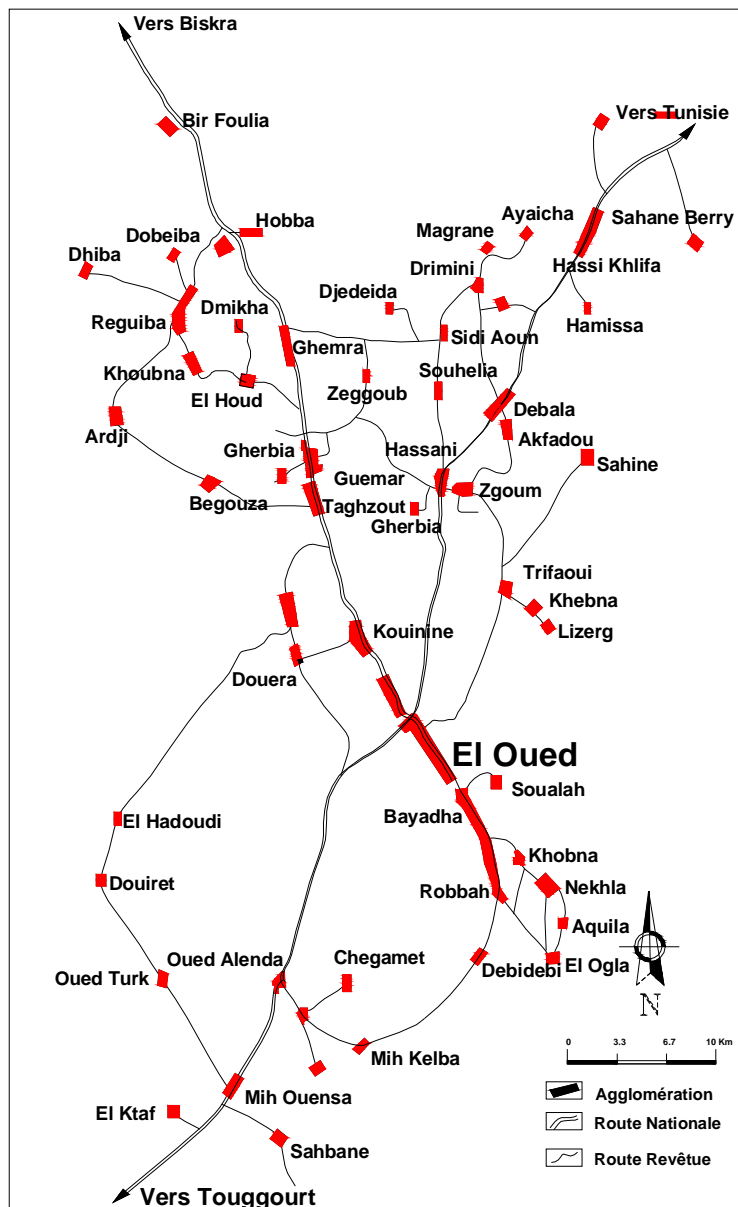 Vers Biskra
Bir Foulia
Vers Tunisie
Hobba
Ayaicha
Sahane Berry
Dobeiba
Magrane
Dhiba
Drimini
Hassi Khlifa
Djedeida
Dmikha
Hamissa
Reguiba
Sidi Aoun
Ghemra
Khoubna
Souhelia
El Houd
Zeggoub
Debala
Ardji
Akfadou
Gherbia
Hassani
Sahine
Guemar
Zgoum
Begouza
Taghzout
Gherbia
Trifaoui
Khebna
Lizerg
Kouinine
Douera
El Oued
Soualah
Bayadha
El Hadoudi
Khobna
Douiret
Nekhla
Robbah
Aquila
Oued Alenda
Chegamet
El Ogla
Debidebi
Oued Turk
N
Mih Kelba
0 3.3 6.7 10 Km
Mih Ouensa
Agglomération
El Ktaf
Route Nationale
Sahbane
Route Revêtue
Vers Touggourt